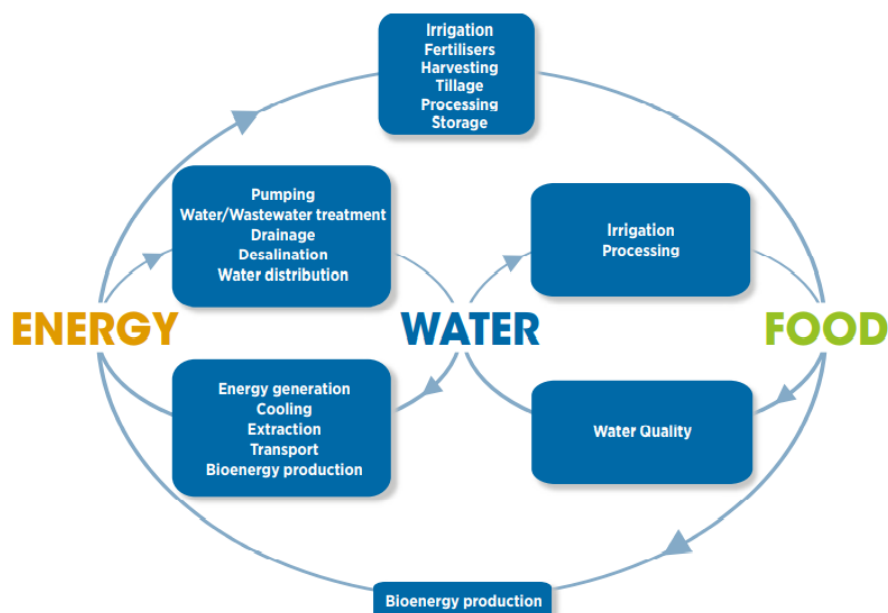 Irrigation
Fertilisers
Harvesting
Tillage
Processing
Storage
Pumping
Water/Wastewater treatment
Drainage
Desalination
Water distribution
Irrigation
Processing
ENERGY
WATER
FOOD
Energy generation
Cooling
Extraction
Transport
Bioenergy production
Water Quality
Bioenergy production